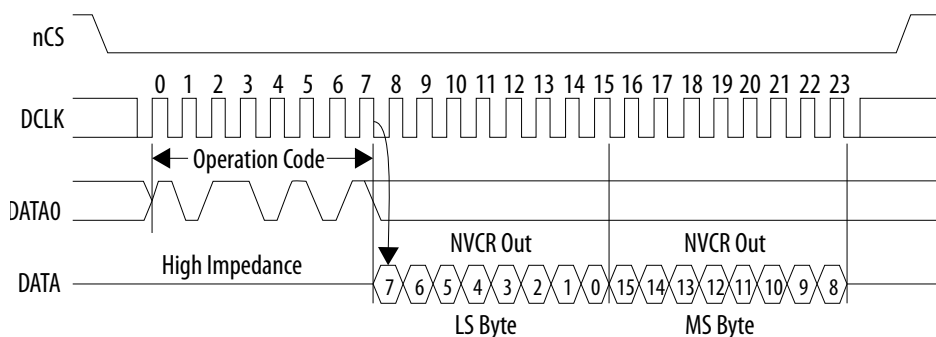 nCS
0 1 2 3 4 5 6 7 8 9 10 11 12 13 14 15 16 17 18 19 20 21 22 23
DCLK
Operation Code
DATA0
NVCR Out NVCR Out
High Impedance
DATA 7 6 5 4 3 2 1 0 15 14 13 12 11 10 9 8
LS Byte MS Byte